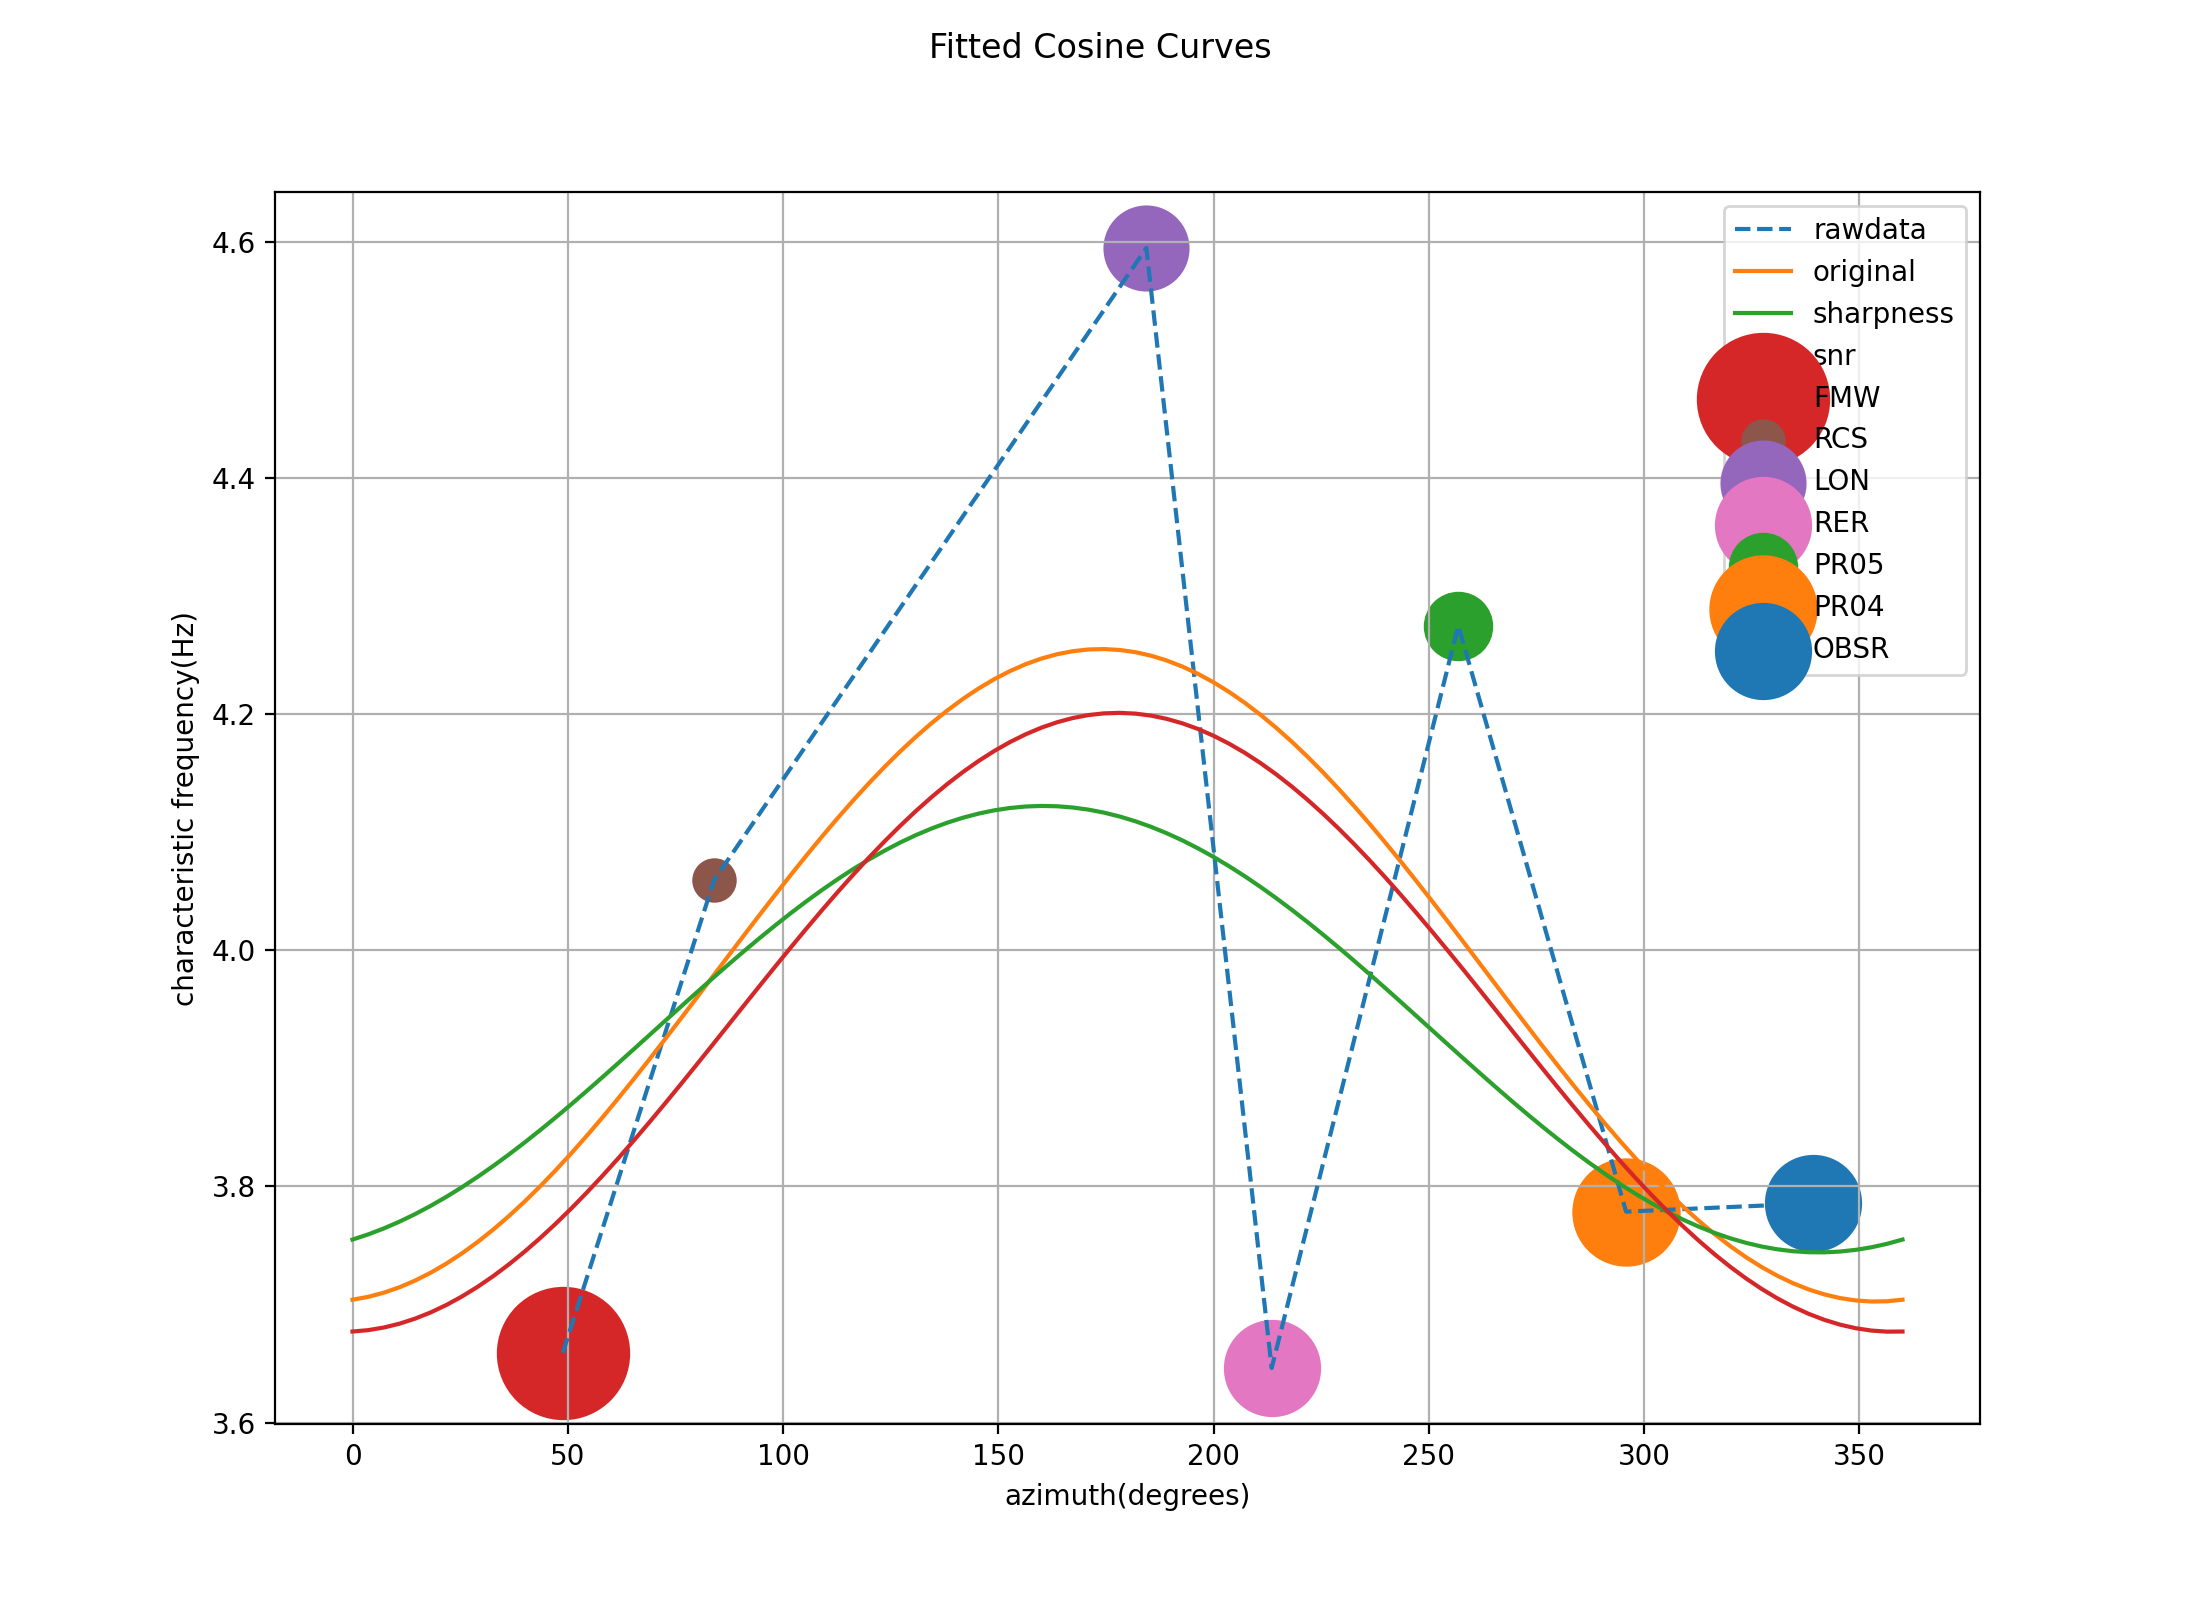 Fitted Cosine Curves
4.6
4.4
4.2
4.0
3.8
3.6
characteristic frequency(Hz)
rawdata
original
sharpness
snr
FMW
RCS
LON
RER
PR05
PR04
OBSR
0 50 100 150 200 250 300 350
azimuth(degrees)